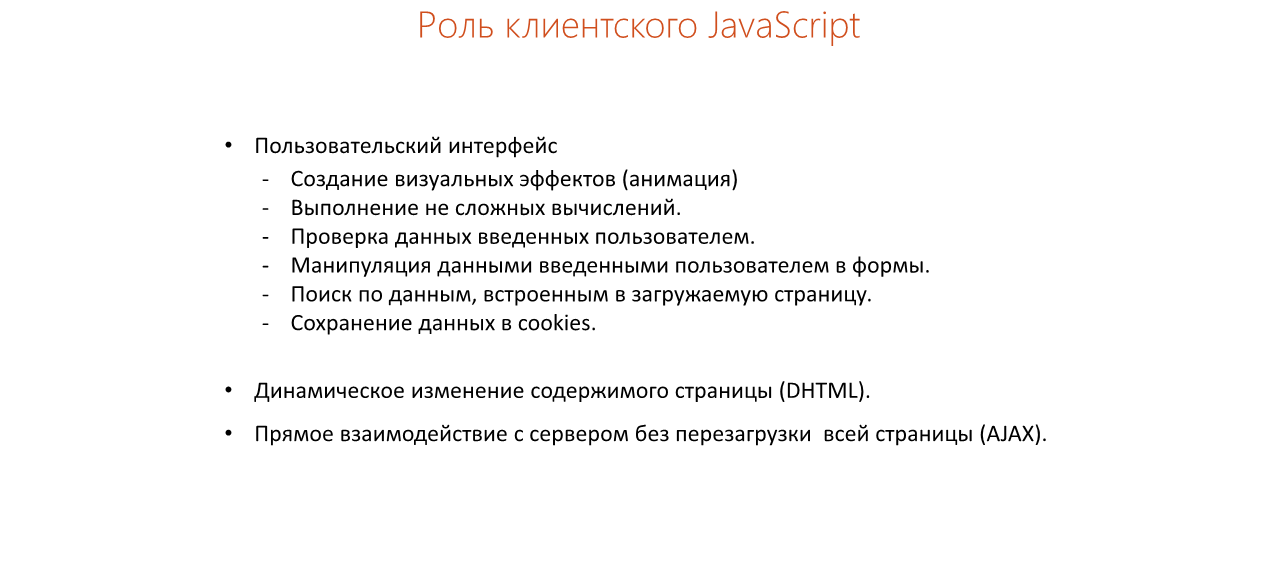 Роль клиентского JavaScript
• Пользовательский интерфейс
- Создание визуальных эффектов (анимация)
- Выполнение не сложных вычислений.
- Проверка данных введенных пользователем.
- Манипуляция данными введенными пользователем в формы.
- Поиск по данным, встроенным в загружаемую страницу.
- Сохранение данных в cookies.
• Динамическое изменение содержимого страницы (DHTML).
• Прямое взаимодействие с сервером без перезагрузки  всей страницы (AJAX).